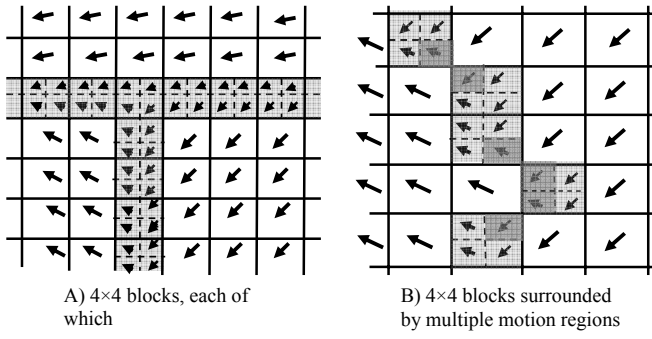 A) 4×4 blocks, each of
which
B) 4×4 blocks surrounded
by multiple motion regions